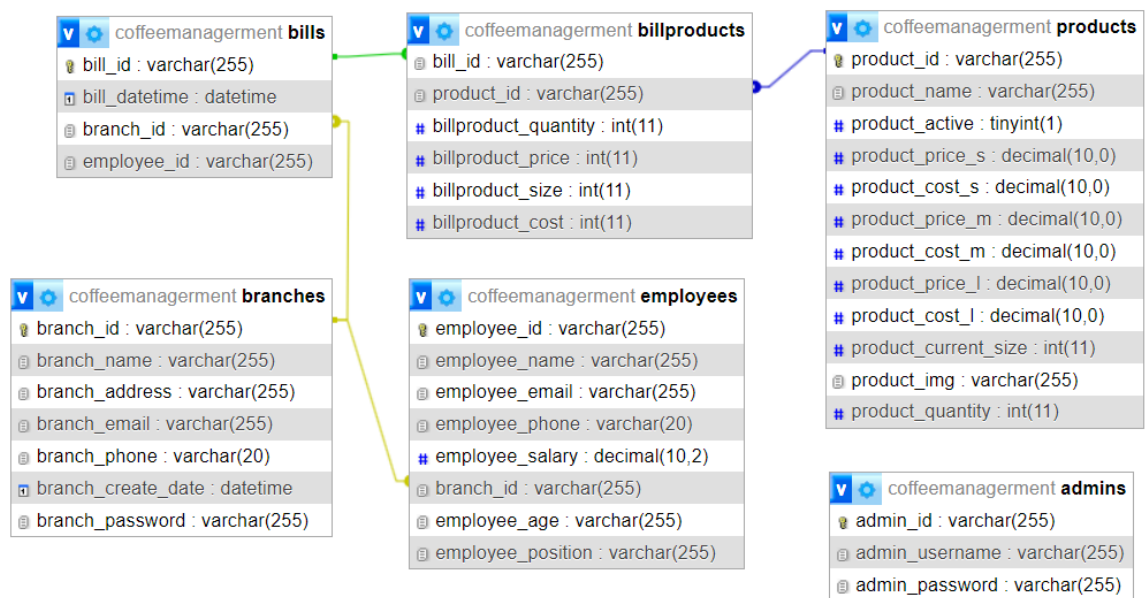 coffeemanagerment bills
bill_id : varchar(255)
bill_datetime : datetime
branch_id : varchar(255)
employee_id : varchar(255)
coffeemanagerment billproducts
bill_id : varchar(255)
product_id : varchar(255)
billproduct_quantity : int(11)
billproduct_price : int(11)
billproduct_size : int(11)
billproduct_cost : int(11)
coffeemanagerment products
product_id : varchar(255)
product_name : varchar(255)
product_active : tinyint(1)
product_price_s : decimal(10,0)
product_cost_s : decimal(10,0)
product_price_m : decimal(10,0)
product_cost_m : decimal(10,0)
product_price_l : decimal(10,0)
product_cost_l : decimal(10,0)
product_current_size : int(11)
product_img : varchar(255)
product_quantity : int(11)
coffeemanagerment branches
branch_id : varchar(255)
branch_name : varchar(255)
branch_address : varchar(255)
branch_email : varchar(255)
branch_phone : varchar(20)
branch_create_date : datetime
branch_password : varchar(255)
coffeemanagerment employees
employee_id : varchar(255)
employee_name : varchar(255)
employee_email : varchar(255)
employee_phone : varchar(20)
employee_salary : decimal(10,2)
branch_id : varchar(255)
employee_age : varchar(255)
employee_position : varchar(255)
coffeemanagerment admins
admin_id : varchar(255)
admin_username : varchar(255)
admin_password : varchar(255)